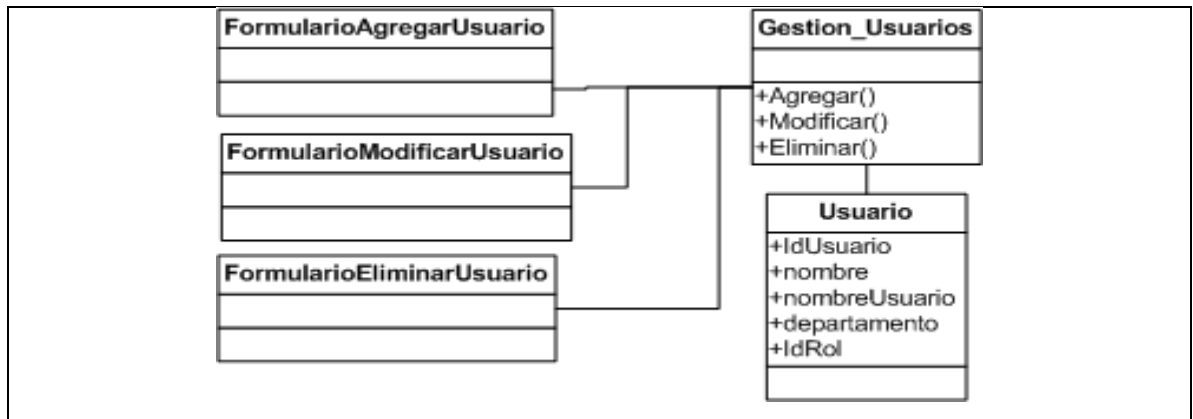 FormularioAgregarUsuario
FormularioModificarUsuario
FormularioEliminarUsuario
Gestion_Usuarios
+Agregar()
+Modificar()
+Eliminar()
Usuario
+IdUsuario
+nombre
+nombreUsuario
+departamento
+IdRol